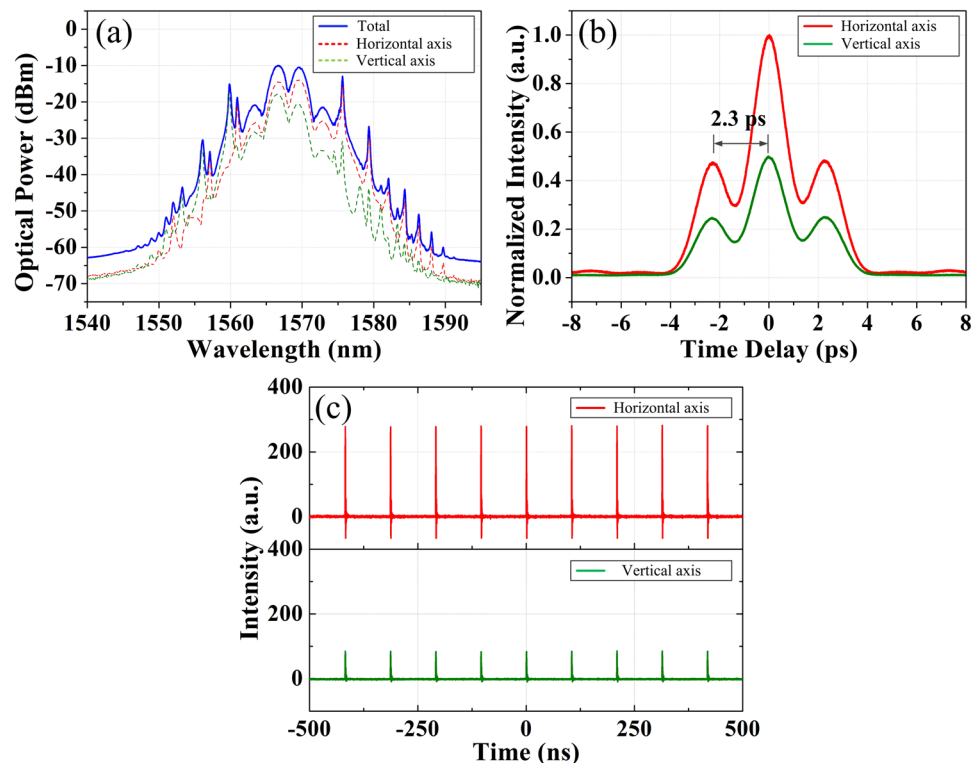 (a)
Total
Horizontal axis
Vertical axis
0
-10
-20
-30
-40
-50
-60
-70
Optical Power (dBm)
1540 1550 1560 1570 1580 1590
Wavelength (nm)
(b)
Horizontal axis
Vertical axis
1.0
0.8
0.6
0.4
0.2
0.0
2.3 ps
Normalized Intensity (a.u.)
-8 -6 -4 -2 0 2 4 6 8
Time Delay (ps)
(c)
Horizontal axis
400
200
0
400
200
0
Vertical axis
Intensity (a.u.)
-500 -250 0 250 500
Time (ns)